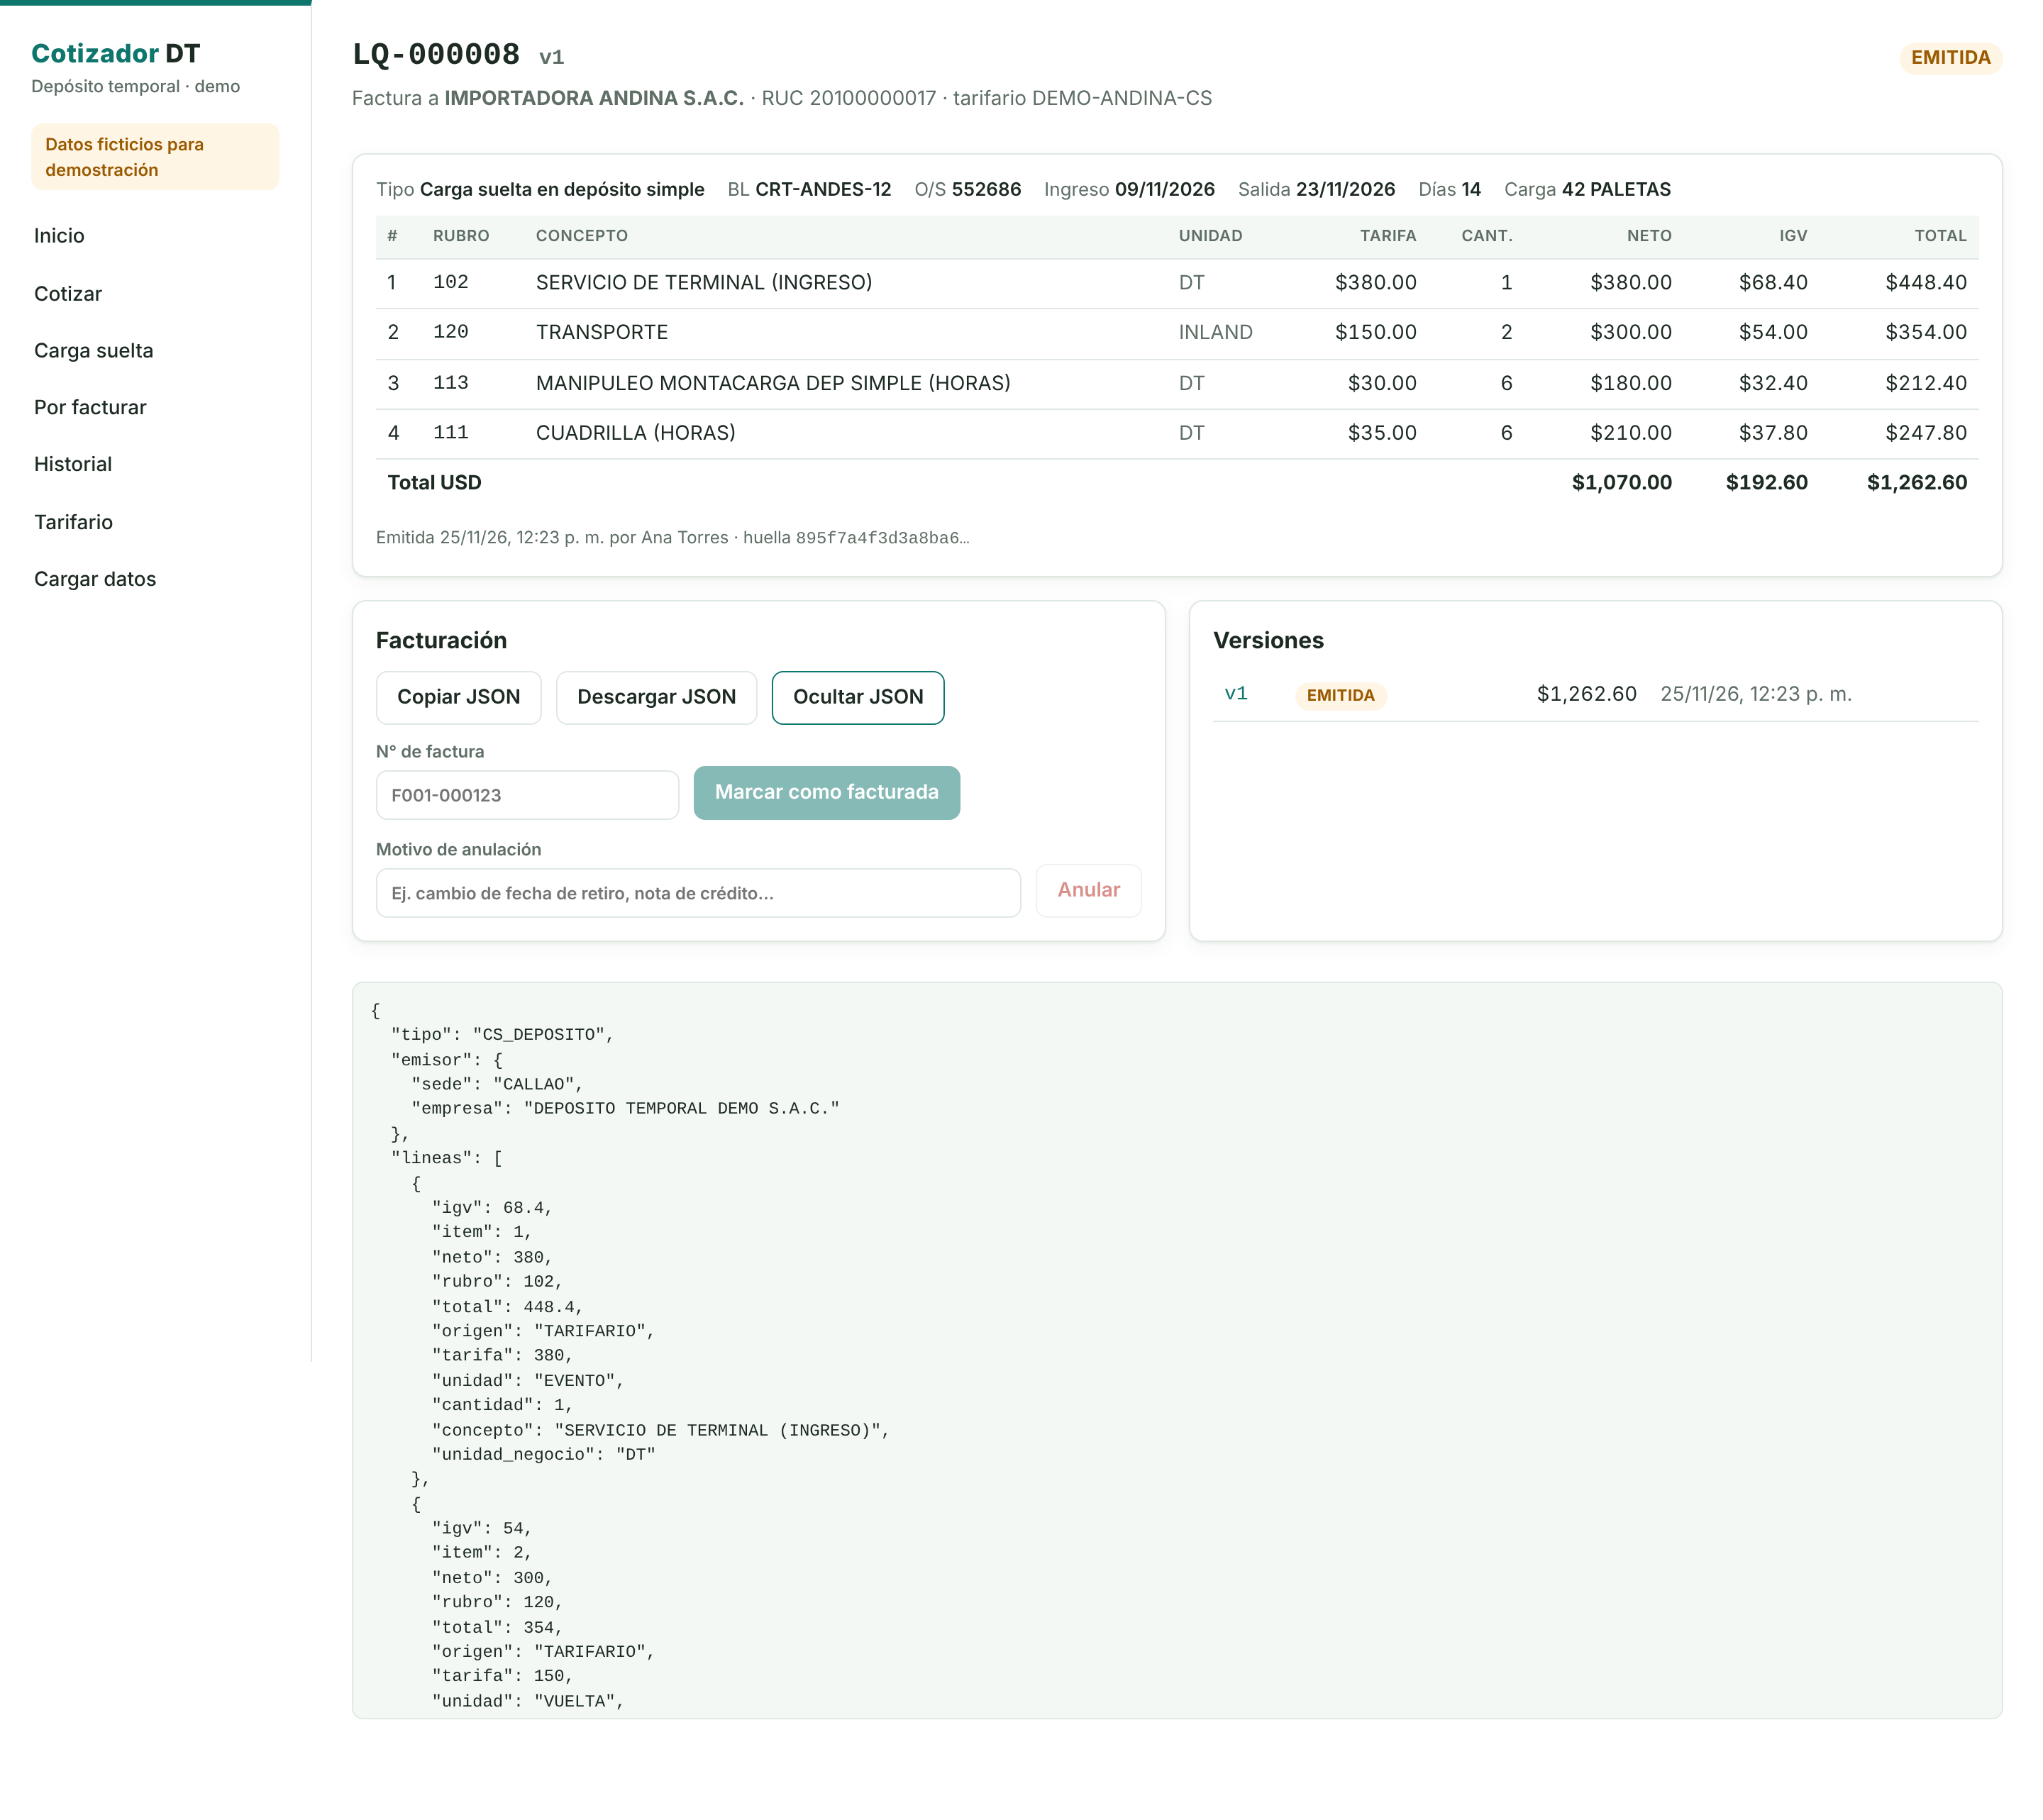 Cotizador DT
Depósito temporal · demo
Datos ficticios para
demostración
Inicio
Cotizar
Carga suelta
Por facturar
Historial
Tarifario
Cargar datos
LQ-000008 v1
EMITIDA
Factura a IMPORTADORA ANDINA S.A.C. · RUC 20100000017 · tarifario DEMO-ANDINA-CS
Tipo Carga suelta en depósito simple BL CRT-ANDES-12 O/S 552686 Ingreso 09/11/2026 Salida 23/11/2026 Días 14 Carga 42 PALETAS
# RUBRO CONCEPTO UNIDAD TARIFA CANT. NETO IGV TOTAL
1 102 SERVICIO DE TERMINAL (INGRESO) DT $380.00 1 $380.00 $68.40 $448.40
2 120 TRANSPORTE INLAND $150.00 2 $300.00 $54.00 $354.00
3 113 MANIPULEO MONTACARGA DEP SIMPLE (HORAS) DT $30.00 6 $180.00 $32.40 $212.40
4 111 CUADRILLA (HORAS) DT $35.00 6 $210.00 $37.80 $247.80
Total USD $1,070.00 $192.60 $1,262.60
Emitida 25/11/26, 12:23 p. m. por Ana Torres · huella 895f7a4f3d3a8ba6…
Facturación
Copiar JSON Descargar JSON Ocultar JSON
N° de factura
F001-000123 Marcar como facturada
Motivo de anulación
Ej. cambio de fecha de retiro, nota de crédito... Anular
Versiones
v1 EMITIDA $1,262.60 25/11/26, 12:23 p. m.
{
"tipo": "CS_DEPOSITO",
"emisor": {
"sede": "CALLAO",
"empresa": "DEPOSITO TEMPORAL DEMO S.A.C."
},
"lineas": [
{
"igv": 68.4,
"item": 1,
"neto": 380,
"rubro": 102,
"total": 448.4,
"origen": "TARIFARIO",
"tarifa": 380,
"unidad": "EVENTO",
"cantidad": 1,
"concepto": "SERVICIO DE TERMINAL (INGRESO)",
"unidad_negocio": "DT"
},
{
"igv": 54,
"item": 2,
"neto": 300,
"rubro": 120,
"total": 354,
"origen": "TARIFARIO",
"tarifa": 150,
"unidad": "VUELTA",